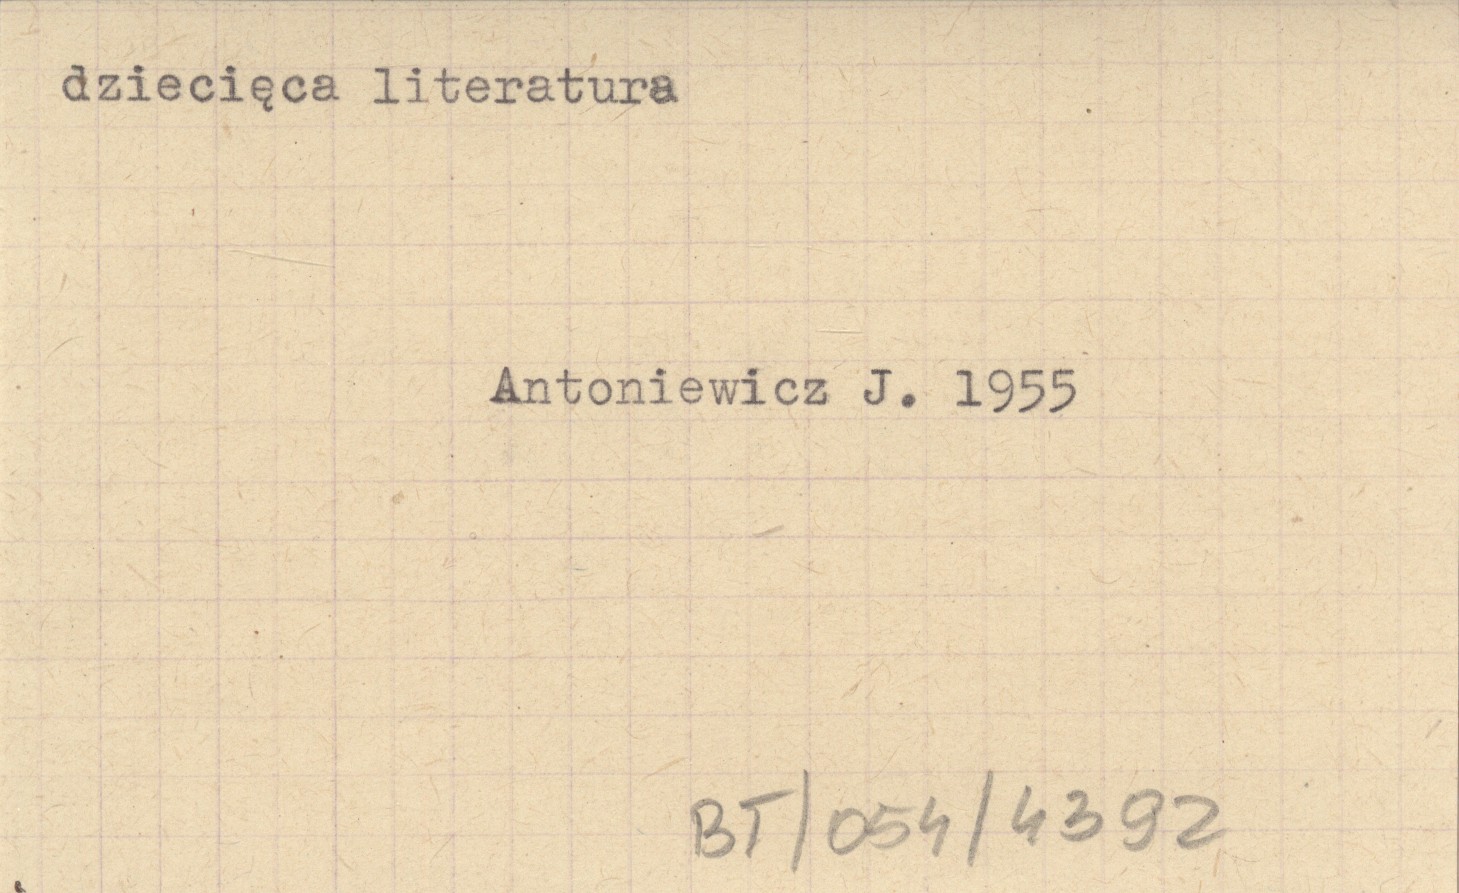 dziecięca literatura
Antoniewicz J. 1955
BT/054/4392